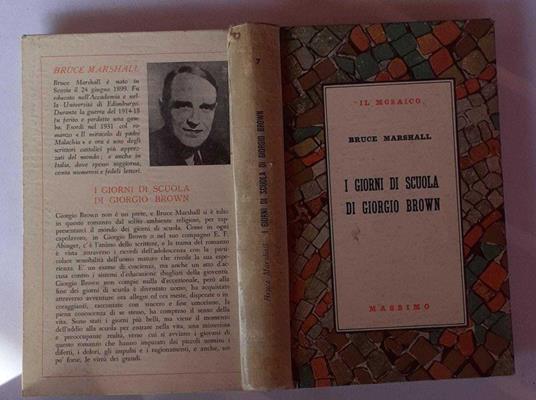 BRUCE MARSHALL
Bruce Marshall è nato in
Scozia il 24 giugno 1899. Fu
educato nell'Accademia e nel-
la Università di Edimburgo.
Durante la guerra del 1914-18
fu ferito e perdette una gam-
ba. Esordì nel 1931 col ro-
manzo « Il miracolo di padre
Malachia » e ora è uno degli
scrittori cattolici più apprez-
zati del mondo; e anche in
Italia, dove spesso soggiorna,
conta numerosi e fedeli lettori.
I GIORNI DI SCUOLA
DI GIORGIO BROWN
Giorgio Brown non è un prete, e Bruce Marshall si è tolto
in questo romanzo dal solito ambiente religioso, per rap-
presentarci il mondo dei giorni di scuola. Come in ogni
capolavoro, in Giorgio Brown o nel suo compagno E. F.
Abinger, c'è l'animo dello scrittore, e la trama del romanzo
è vista attraverso i ricordi dell'adolescenza con la parti-
colare sensibilità dell'uomo maturo che rivede la sua espe-
rienza. E' un esame di coscienza, ma anche un atto d'ac-
cusa contro i sistemi d'educazione sbagliati della gioventù.
Giorgio Brown non compie nulla d'eccezionale, però alla
fine dei giorni di scuola è diventato uomo, ha acquistato
attraverso avventure ora allegre ed ora meste, disperate o in-
coraggianti, raccontate con sincero e fine umorismo, la
piena conoscenza di se stesso, ha compreso il senso della
vita. Sono stati i giorni più belli, ma viene il momento
dell'addio alla scuola per entrare nella vita, una misteriosa
e preoccupante realtà, verso cui si avviano i giovani di
questo romanzo che hanno imparato dai piccoli uomini i
difetti, i dolori, gli impulsi e i ragionamenti, e anche, un
po' forse, le virtù dei grandi.
7
Bruce Marshall I GIORNI DI SCUOLA DI GIORGIO BROWN
IL MOSAICO
BRUCE MARSHALL
I GIORNI DI SCUOLA
DI GIORGIO BROWN
MASSIMO